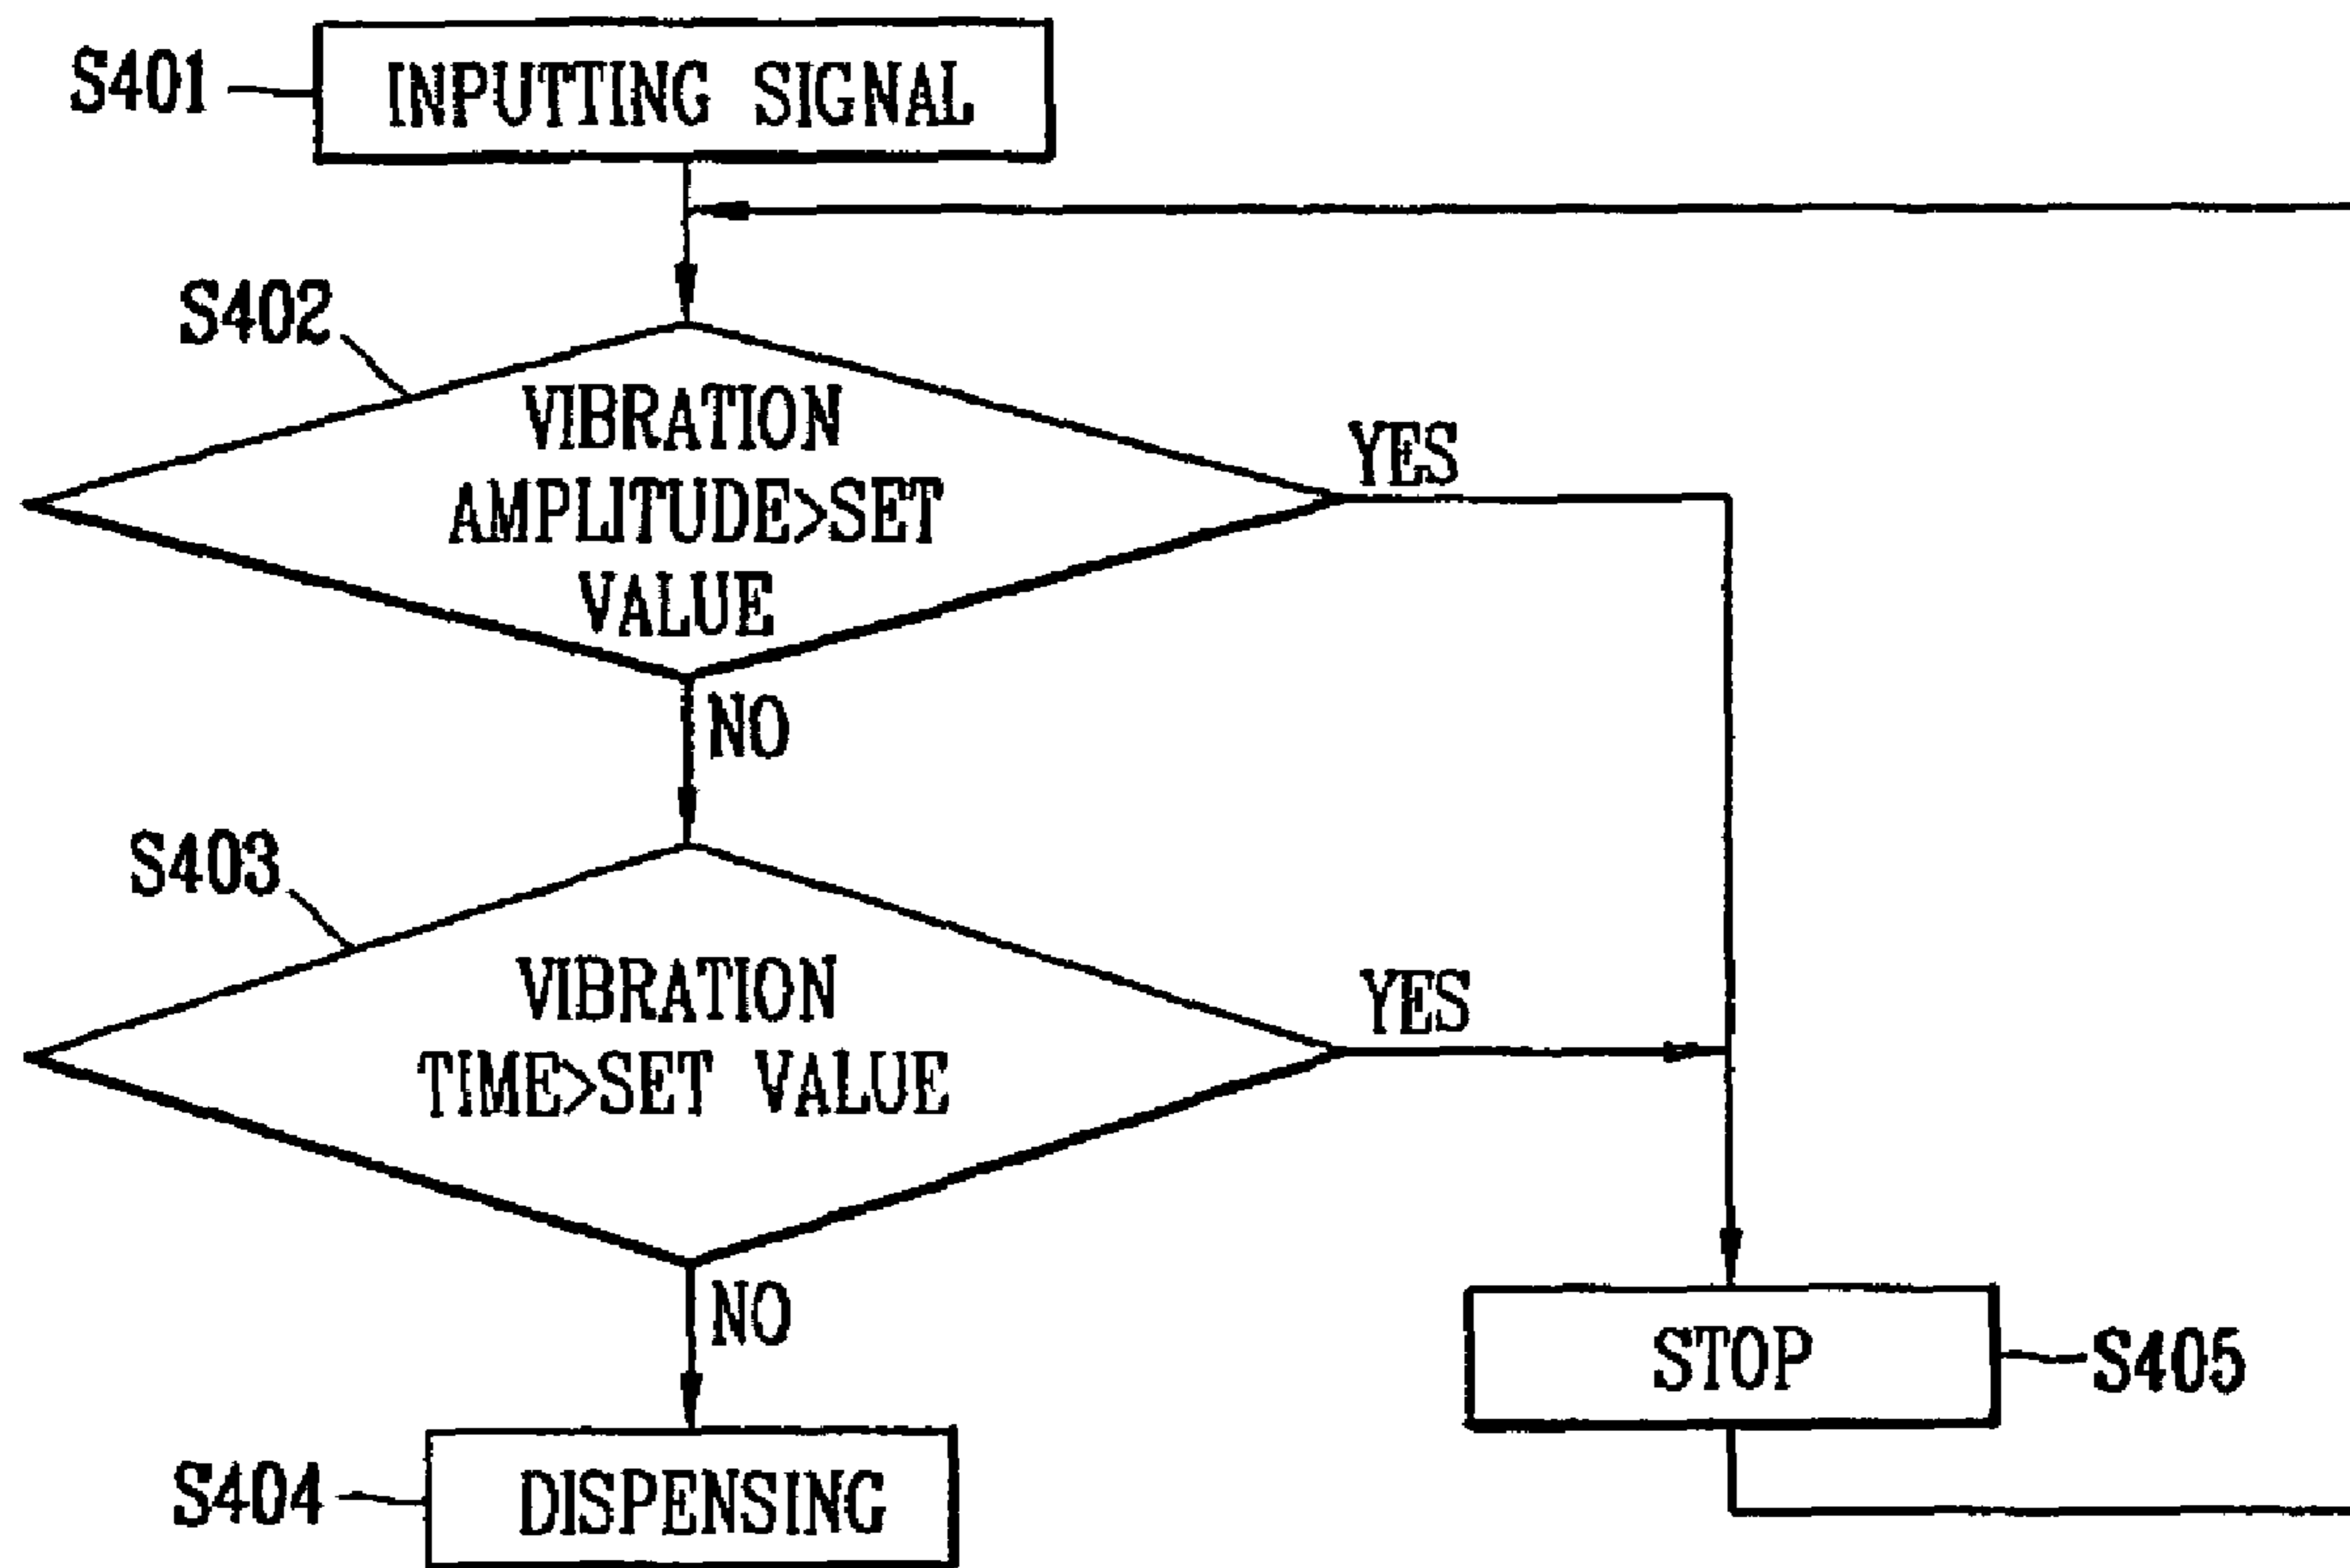 S401
INPUTTING SIGNAL
S402
VIBRATION
AMPLITUDE>SET
VALUE
YES
NO
S403
VIBRATION
TIME>SET VALUE
YES
NO
STOP
S405
S404
DISPENSING